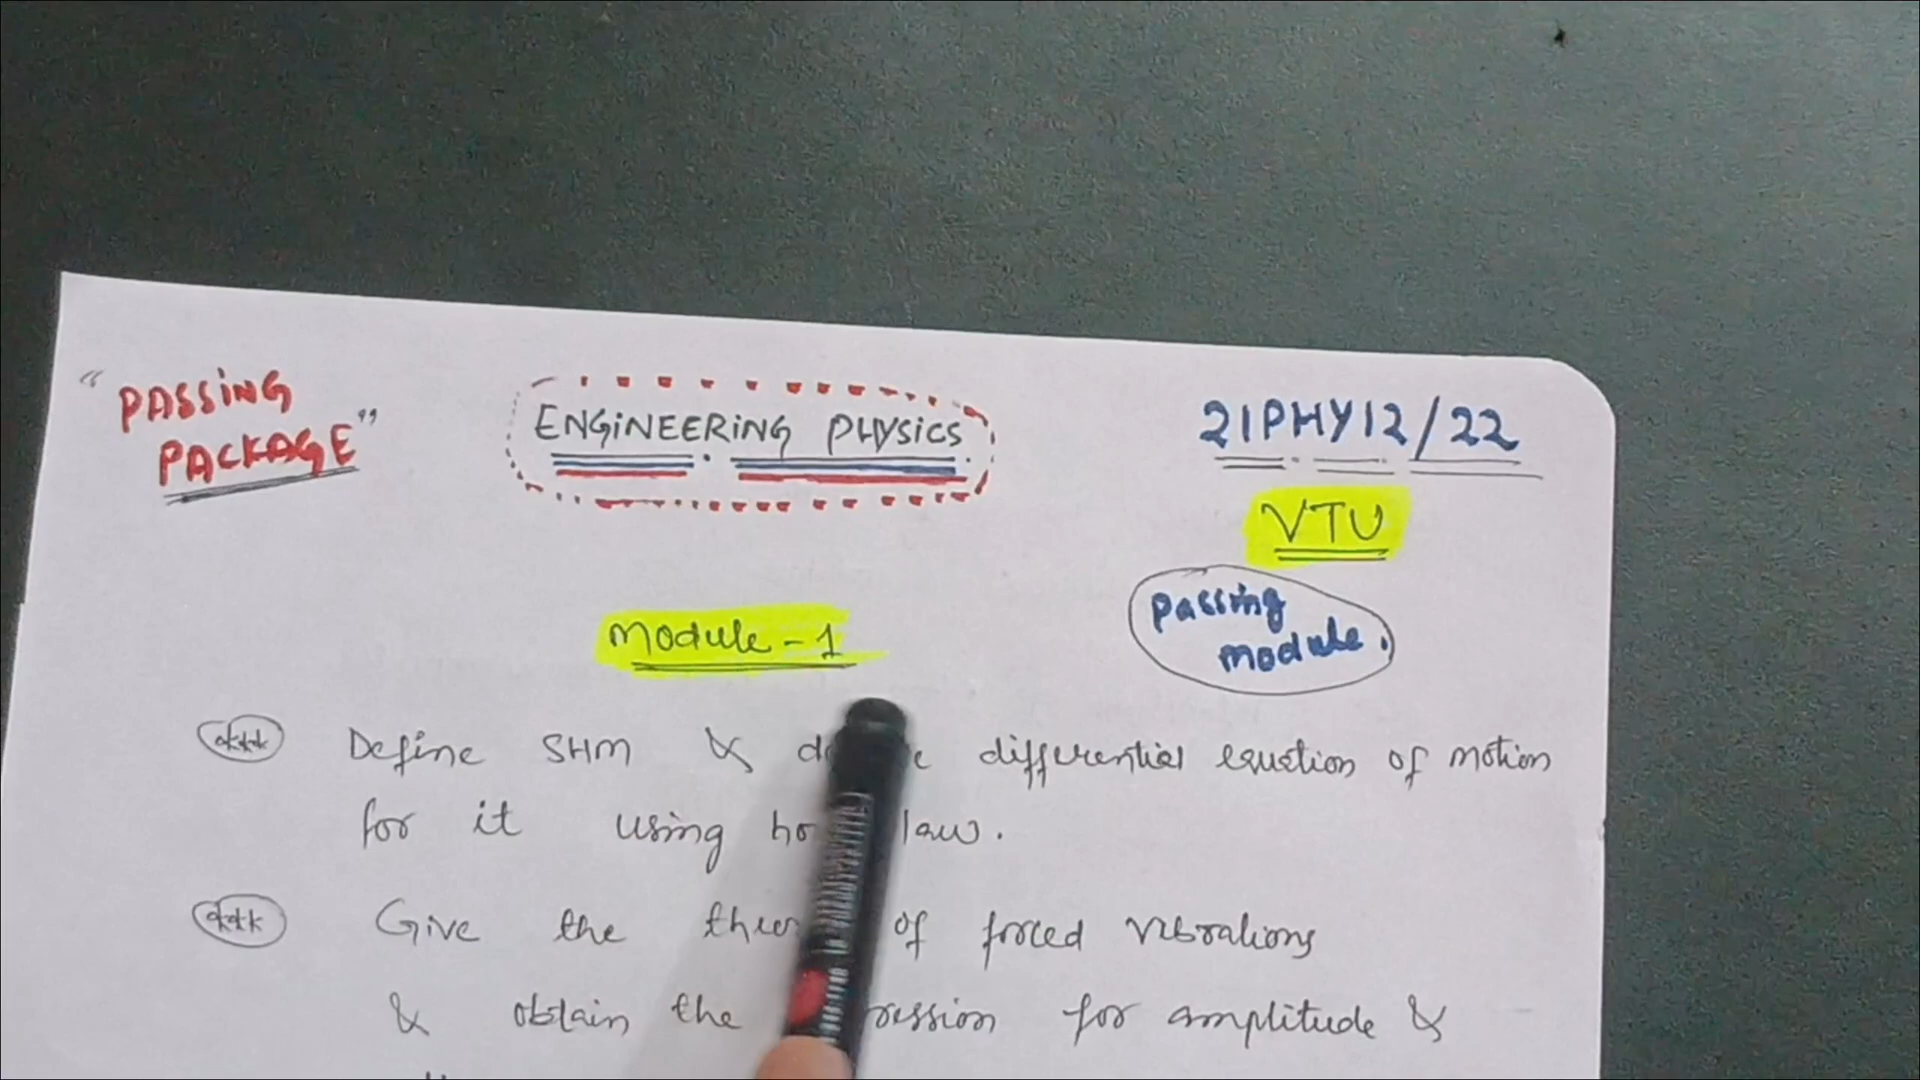 "PASSING
PACKAGE"
ENGINEERING PHYSICS
21PHY12/22
VTU
Passing
module.
Module-1
*** Define SHM & differential equation of motion
for it using law.
*** Give the of forced vibrations
& obtain the for amplitude &